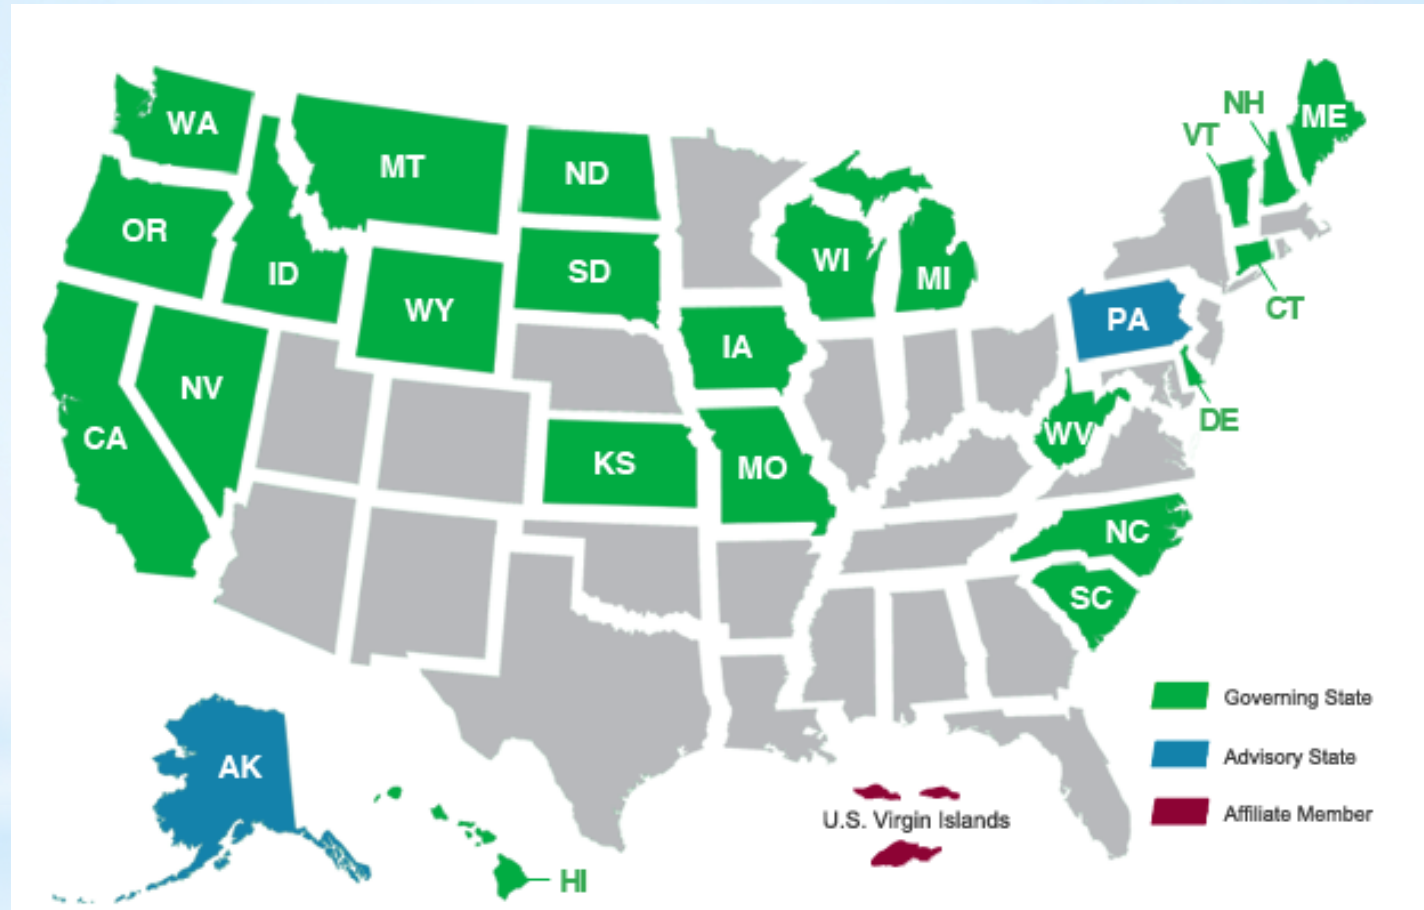 WA
MT
ND
OR
ID
SD
WY
WI
MI
VT
NH
ME
CT
PA
DE
IA
NV
CA
KS
MO
WV
NC
SC
AK
HI
U.S. Virgin Islands
Governing State
Advisory State
Affiliate Member